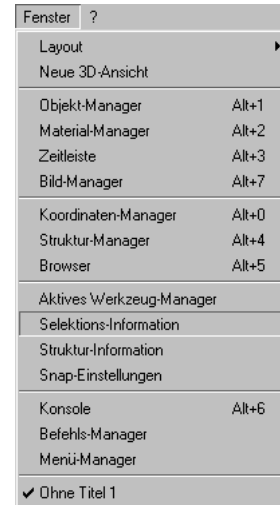 Fenster ?
Layout
Neue 3D-Ansicht
Objekt-Manager Alt+1
Material-Manager Alt+2
Zeitleiste Alt+3
Bild-Manager Alt+7
Koordinaten-Manager Alt+0
Struktur-Manager Alt+4
Browser Alt+5
Aktives Werkzeug-Manager
Selektions-Information
Struktur-Information
Snap-Einstellungen
Konsole Alt+6
Befehls-Manager
Menü-Manager
Ohne Titel 1